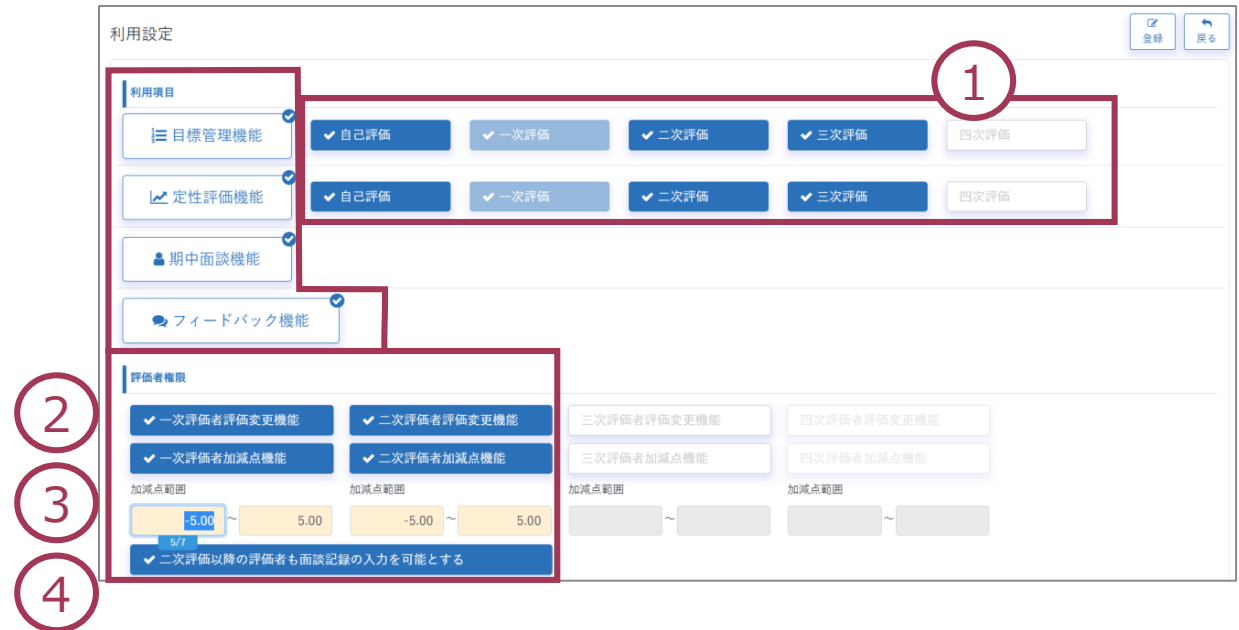 利用設定
登録
戻る
1
利用項目
目標管理機能
自己評価
一次評価
二次評価
三次評価
四次評価
定性評価機能
自己評価
一次評価
二次評価
三次評価
四次評価
期中面談機能
フィードバック機能
評価者権限
2
一次評価者評価変更機能
二次評価者評価変更機能
三次評価者評価変更機能
四次評価者評価変更機能
一次評価者加減点機能
二次評価者加減点機能
三次評価者加減点機能
四次評価者加減点機能
3
加減点範囲
加減点範囲
加減点範囲
加減点範囲
-5.00 ~ 5.00
-5.00 ~ 5.00
~
~
5/7
4
二次評価以降の評価者も面談記録の入力を可能とする